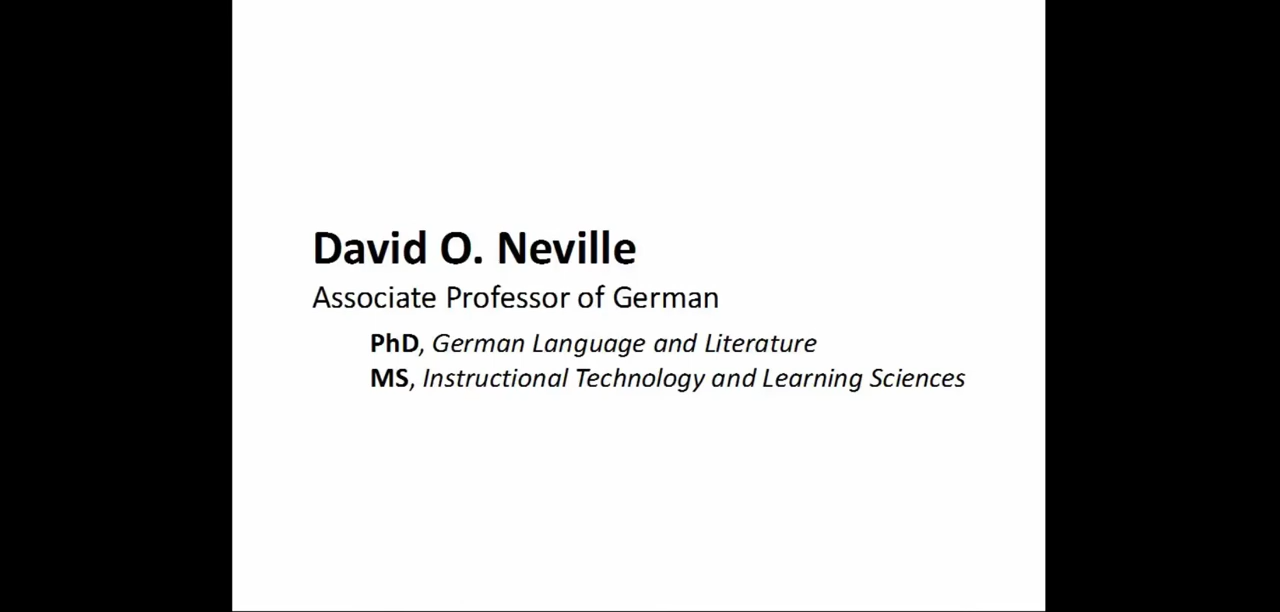 David O. Neville
Associate Professor of German
PhD, German Language and Literature
MS, Instructional Technology and Learning Sciences